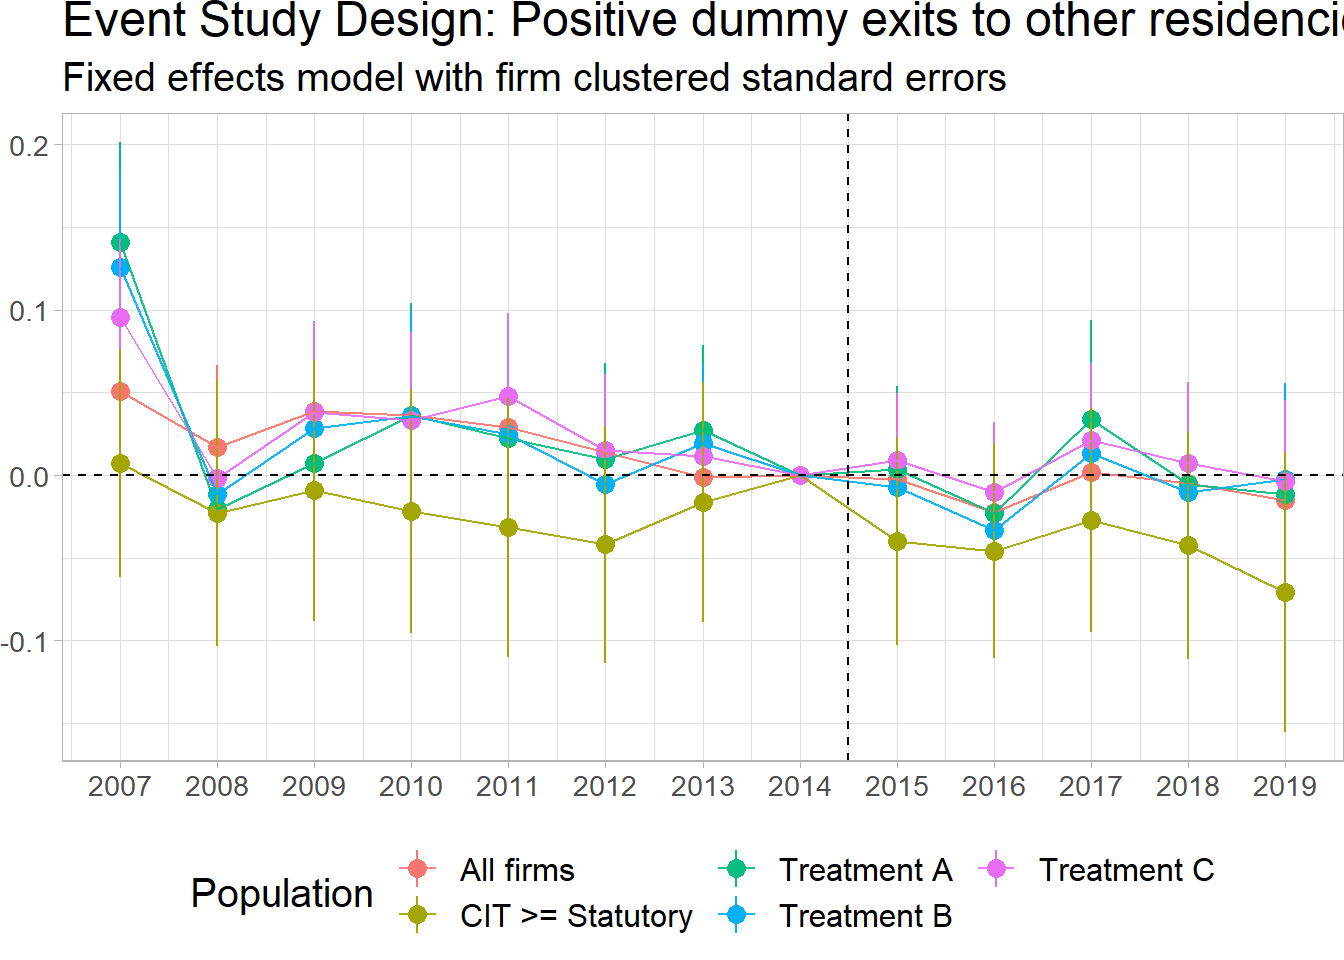 Event Study Design: Positive dummy exits to other residenci
Fixed effects model with firm clustered standard errors
0.2
0.1
0.0
-0.1
2007 2008 2009 2010 2011 2012 2013 2014 2015 2016 2017 2018 2019
Population
All firms
CIT >= Statutory
Treatment A
Treatment B
Treatment C